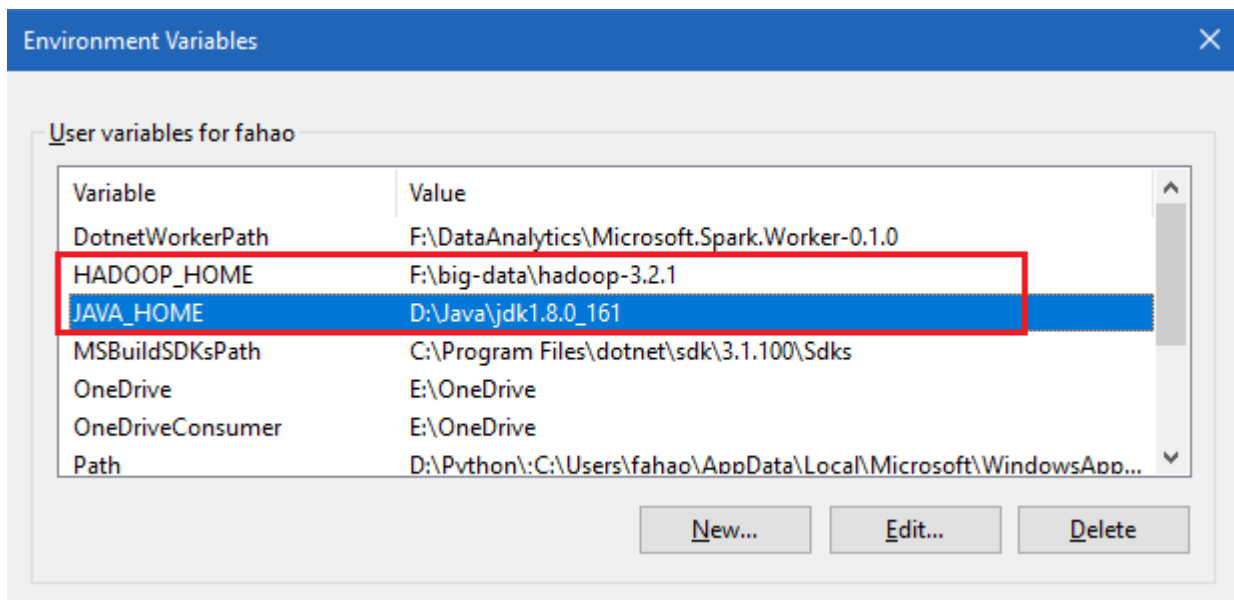 Environment Variables
User variables for fahao
Variable Value
DotnetWorkerPath F:\DataAnalytics\Microsoft.Spark.Worker-0.1.0
HADOOP_HOME F:\big-data\hadoop-3.2.1
JAVA_HOME D:\Java\jdk1.8.0_161
MSBuildSDKsPath C:\Program Files\dotnet\sdk\3.1.100\Sdks
OneDrive E:\OneDrive
OneDriveConsumer E:\OneDrive
Path D:\Python\;C:\Users\fahao\AppData\Local\Microsoft\WindowsApp...
New... Edit... Delete